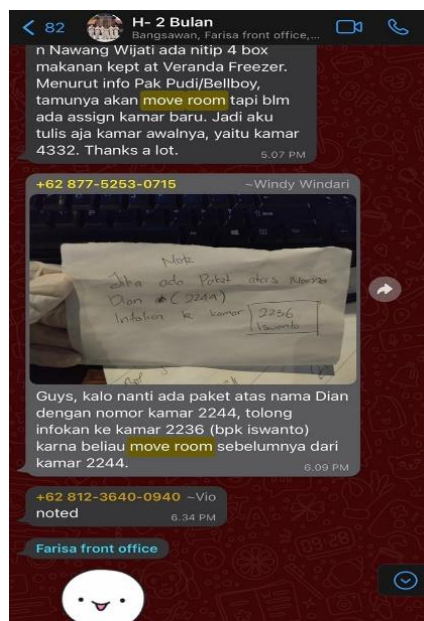 82
H- 2 Bulan
Bangsawan, Farisa front office,...
n Nawang Wijati ada nitip 4 box
makanan kept at Veranda Freezer.
Menurut info Pak Pudi/Bellboy,
tamunya akan move room tapi blm
ada assign kamar baru. Jadi aku
tulis aja kamar awalnya, yaitu kamar
4332. Thanks a lot.
5.07 PM
+62 877-5253-0715 ~Windy Windari
Note
Jika ada Paket atas Nama
Dian (2244)
Infokan ke kamar 2236
Iswanto
Guys, kalo nanti ada paket atas nama Dian
dengan nomor kamar 2244, tolong
infokan ke kamar 2236 (bpk iswanto)
karna beliau move room sebelumnya dari
kamar 2244.
6.09 PM
+62 812-3640-0940 ~Vio
noted
6.34 PM
Farisa front office